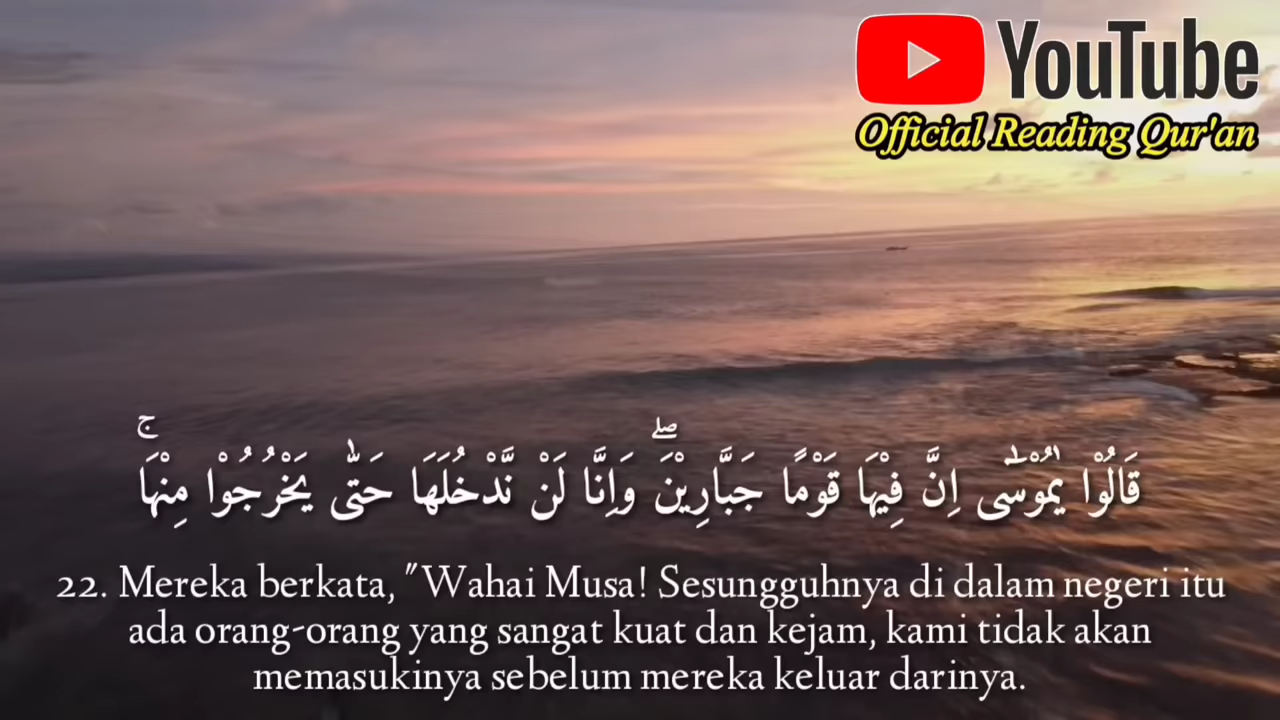 YouTube
Official Reading Qur'an
قَالُوْا يٰمُوْسٰٓى اِنَّ فِيْهَا قَوْمًا جَبَّارِيْنَۖ وَاِنَّا لَنْ نَّدْخُلَهَا حَتّٰى يَخْرُجُوْا مِنْهَاۚ
22. Mereka berkata, "Wahai Musa! Sesungguhnya di dalam negeri itu
ada orang-orang yang sangat kuat dan kejam, kami tidak akan
memasukinya sebelum mereka keluar darinya.